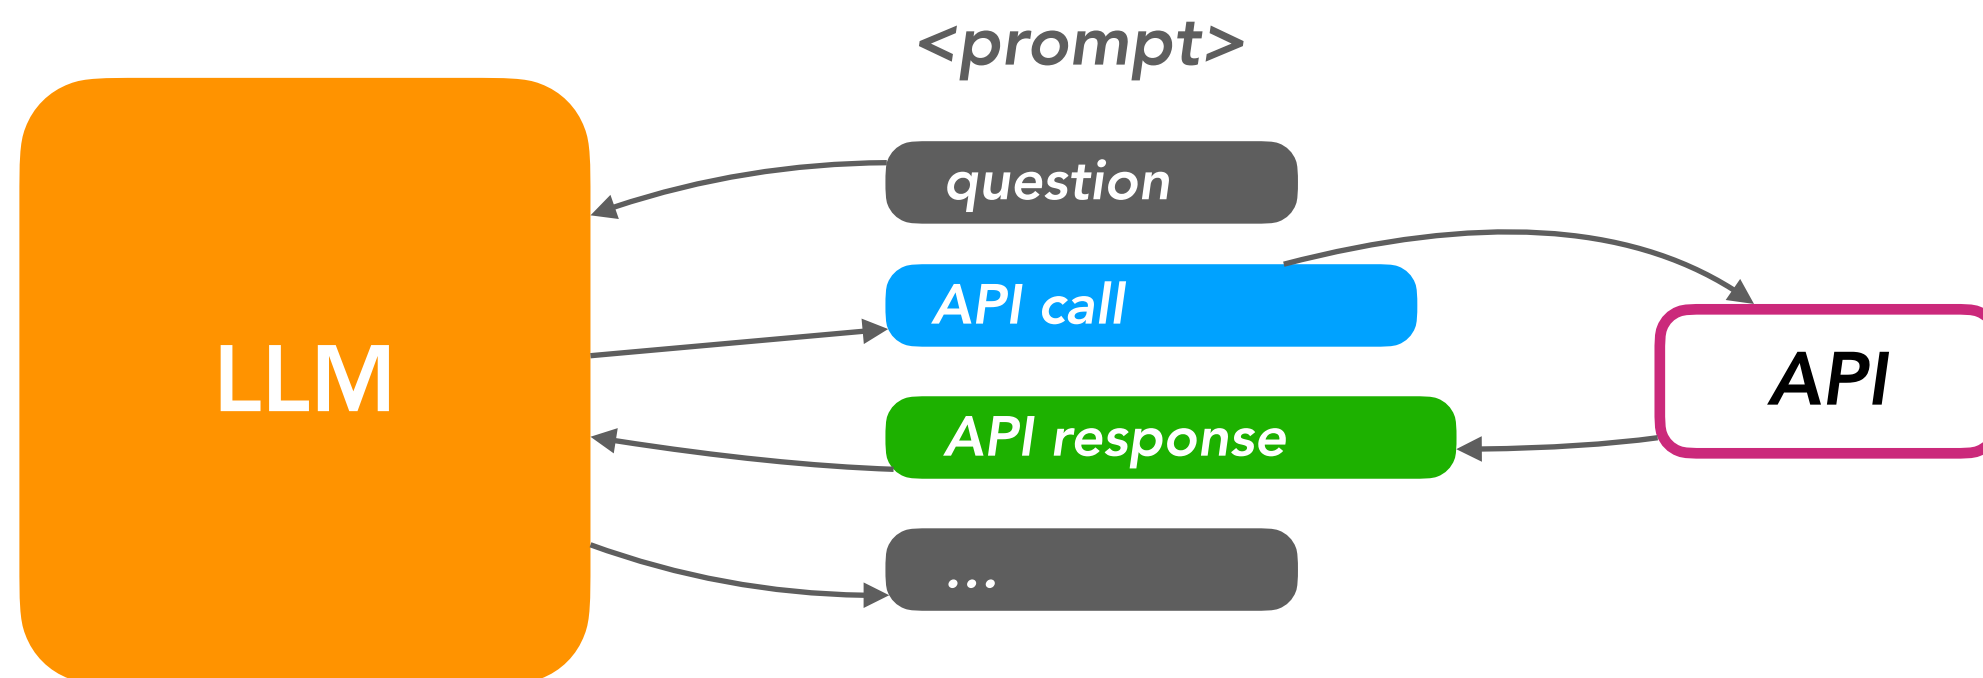 <prompt>
question
API call
API response
...
LLM
API